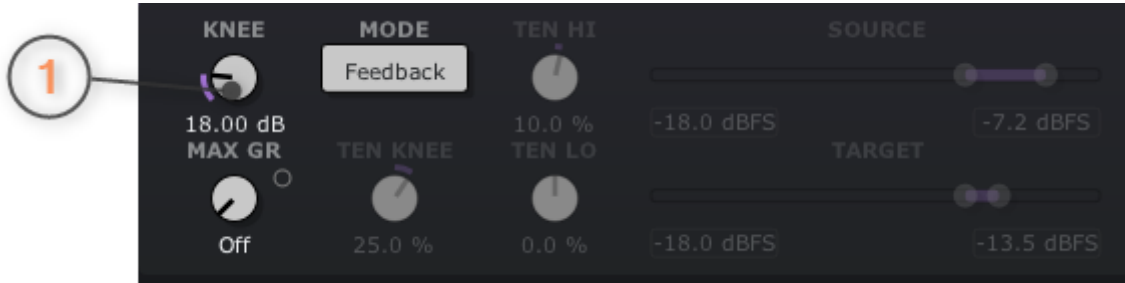 KNEE MODE TEN HI SOURCE
1 Feedback
18.00 dB 10.0 % -18.0 dBFS -7.2 dBFS
MAX GR TEN KNEE TEN LO TARGET
Off 25.0 % 0.0 % -18.0 dBFS -13.5 dBFS